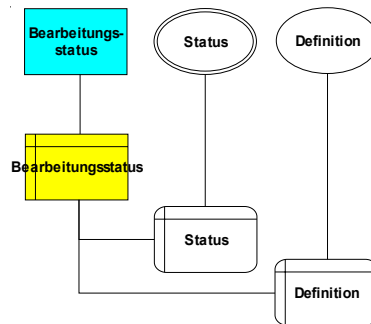 Bearbeitungs-
status
Status
Definition
Bearbeitungsstatus
Status
Definition